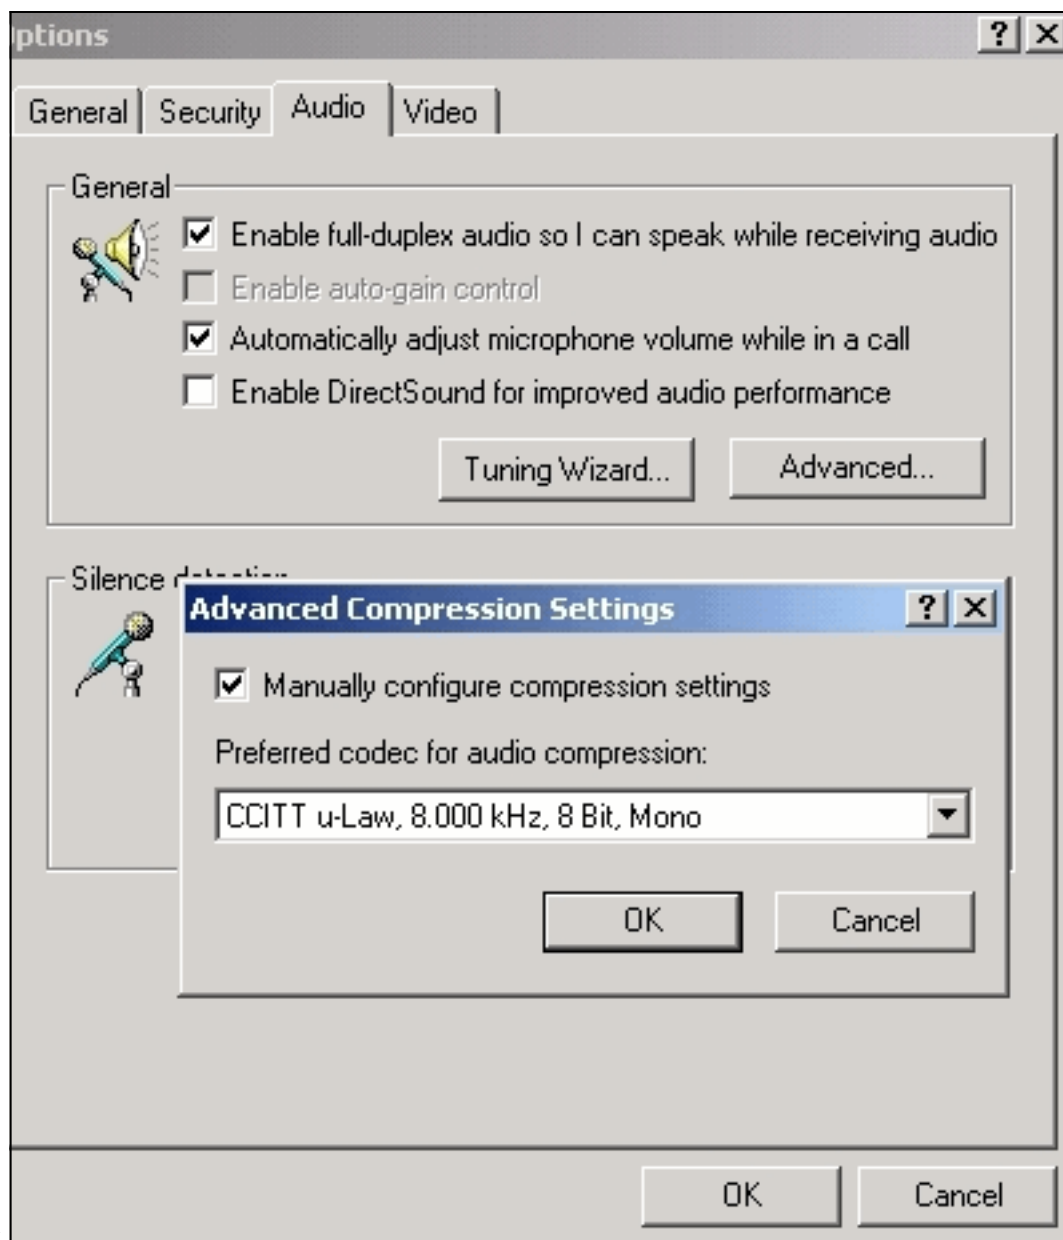 ptions
General
Security
Audio
Video
General
Enable full-duplex audio so I can speak while receiving audio
Enable auto-gain control
Automatically adjust microphone volume while in a call
Enable DirectSound for improved audio performance
Tuning Wizard...
Advanced...
Silence detection
Advanced Compression Settings
Manually configure compression settings
Preferred codec for audio compression:
CCITT u-Law, 8.000 kHz, 8 Bit, Mono
OK
Cancel
OK
Cancel